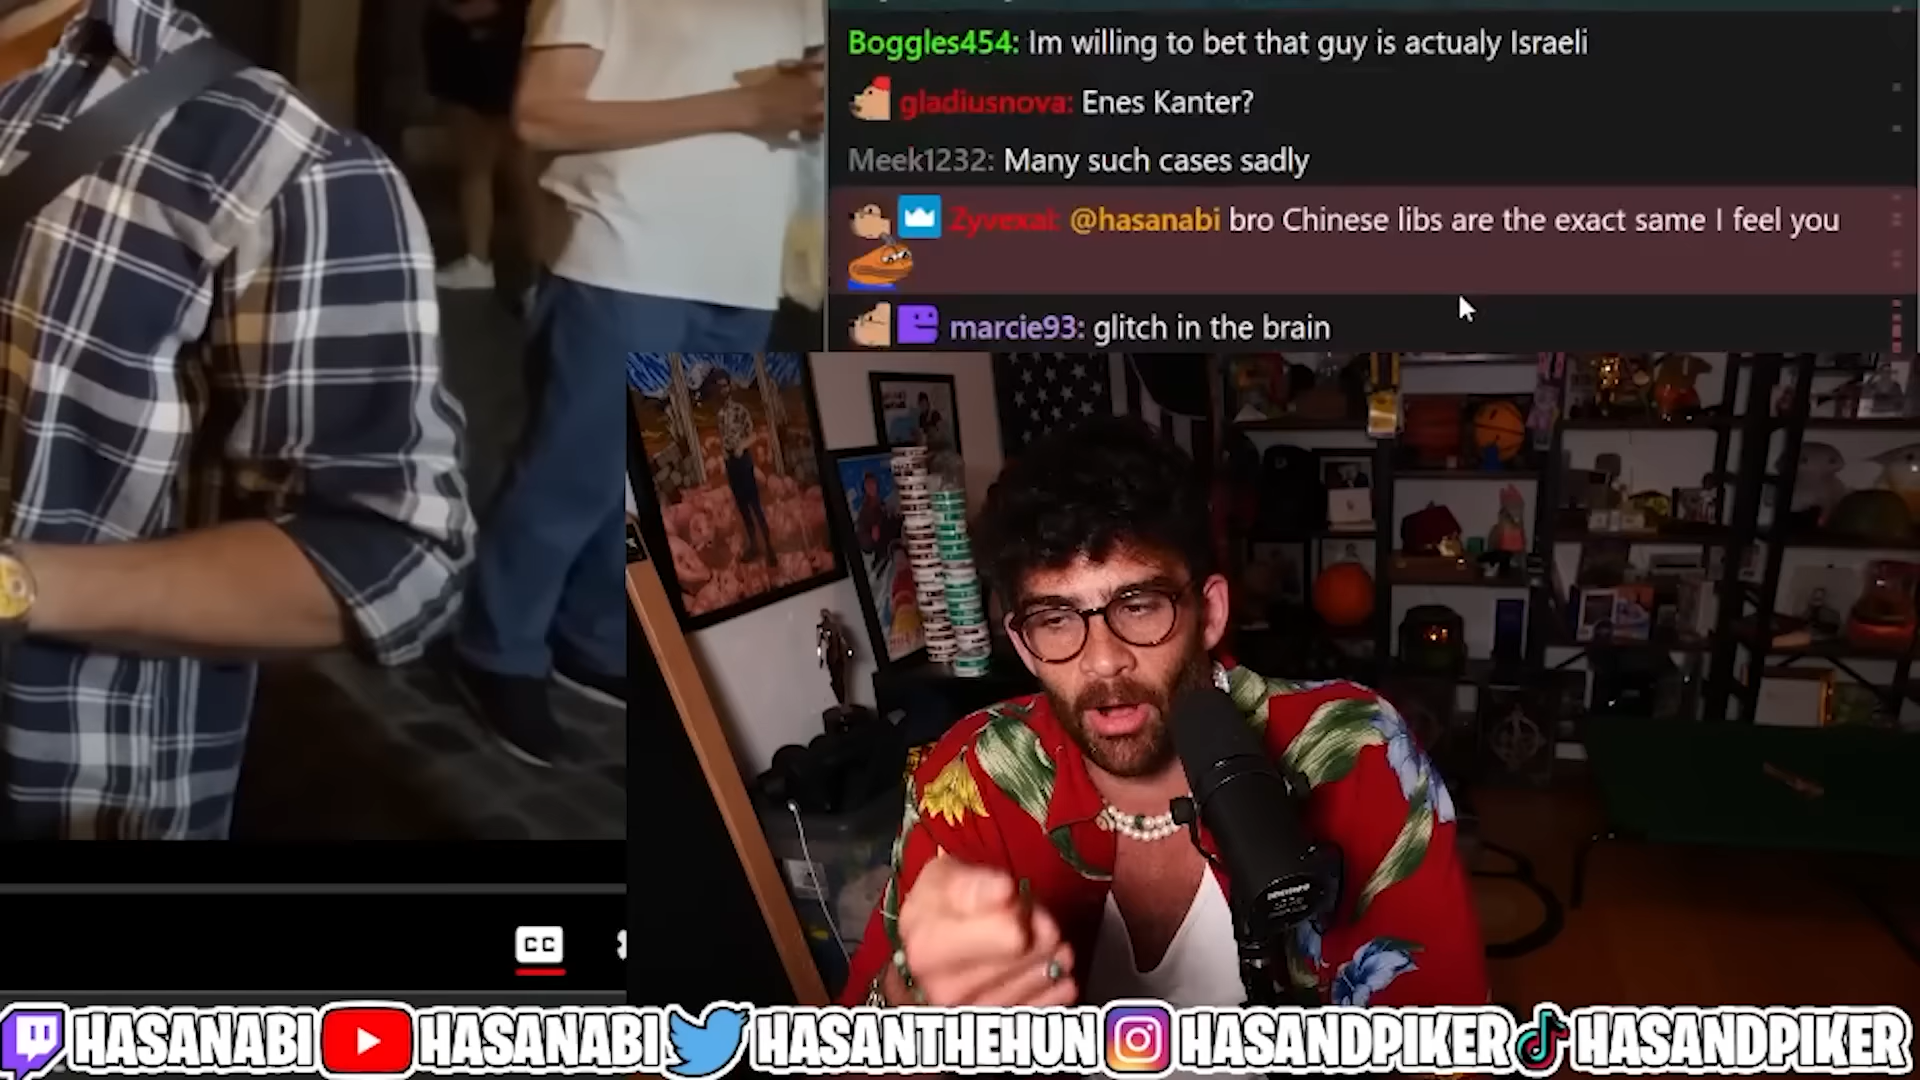 Boggles454: Im willing to bet that guy is actualy Israeli
gladiusnova: Enes Kanter?
Meek1232: Many such cases sadly
Zyvexal: @hasanabi bro Chinese libs are the exact same I feel you
marcie93: glitch in the brain
CC
HASANABI HASANABI HASANTHEHUN HASANDPIKER HASANDPIKER